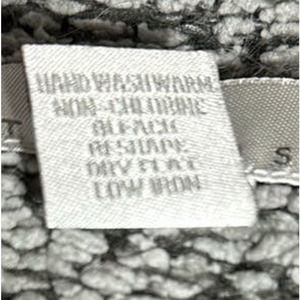 HAND WASH WARM
NON-CHLORINE
BLEACH
RESHAPE
DRY FLAT
LOW IRON
S